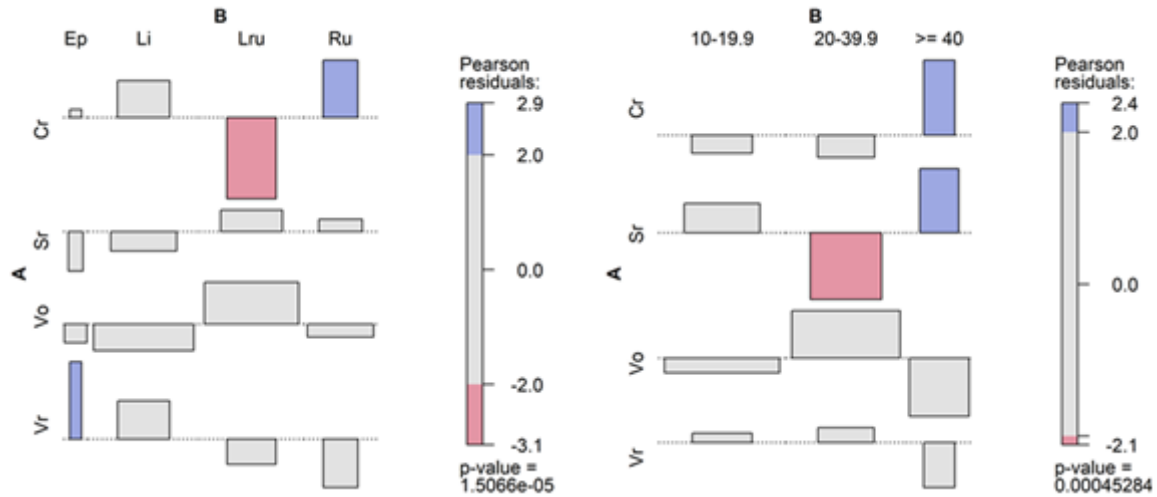 B
Ep Li Lru Ru
Cr
Sr
A
Vo
Vr
Pearson
residuals:
2.9
2.0
0.0
-2.0
-3.1
p-value =
1.5066e-05
B
10-19.9 20-39.9 >= 40
Cr
Sr
A
Vo
Vr
Pearson
residuals:
2.4
2.0
0.0
-2.1
p-value =
0.00045284